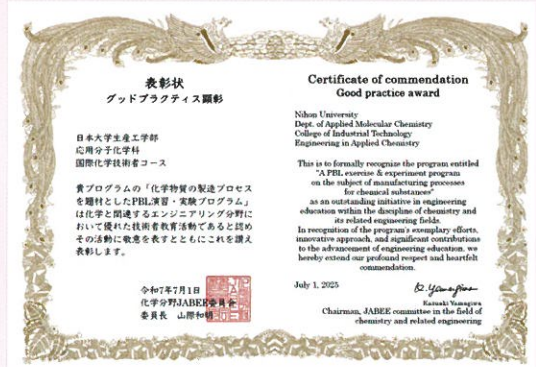 表彰状
グッドプラクティス顕彰
日本大学生産工学部
応用分子化学科
国際化学技術者コース
貴プログラムの「化学物質の製造プロセス
を題材としたPBL演習・実験プログラム」
は化学と関連するエンジニアリング分野に
おいて優れた技術者教育活動であると認め
その活動に敬意を表すとともにこれを讃え
表彰します。
令和7年7月1日
化学分野JABEE委員会
委員長 山際和明
Certificate of commendation
Good practice award
Nihon University
Dept. of Applied Molecular Chemistry
College of Industrial Technology
Engineering in Applied Chemistry
This is to formally recognize the program entitled
"A PBL exercise & experiment program
on the subject of manufacturing processes
for chemical substances"
as an outstanding initiative in engineering
education within the discipline of chemistry and
its related engineering fields.
In recognition of the program's exemplary efforts,
innovative approach, and significant contributions
to the advancement of engineering education, we
hereby extend our profound respect and heartfelt
commendation.
July 1, 2025
Kazuaki Yamagiwa
Chairman, JABEE committee in the field of
chemistry and related engineering